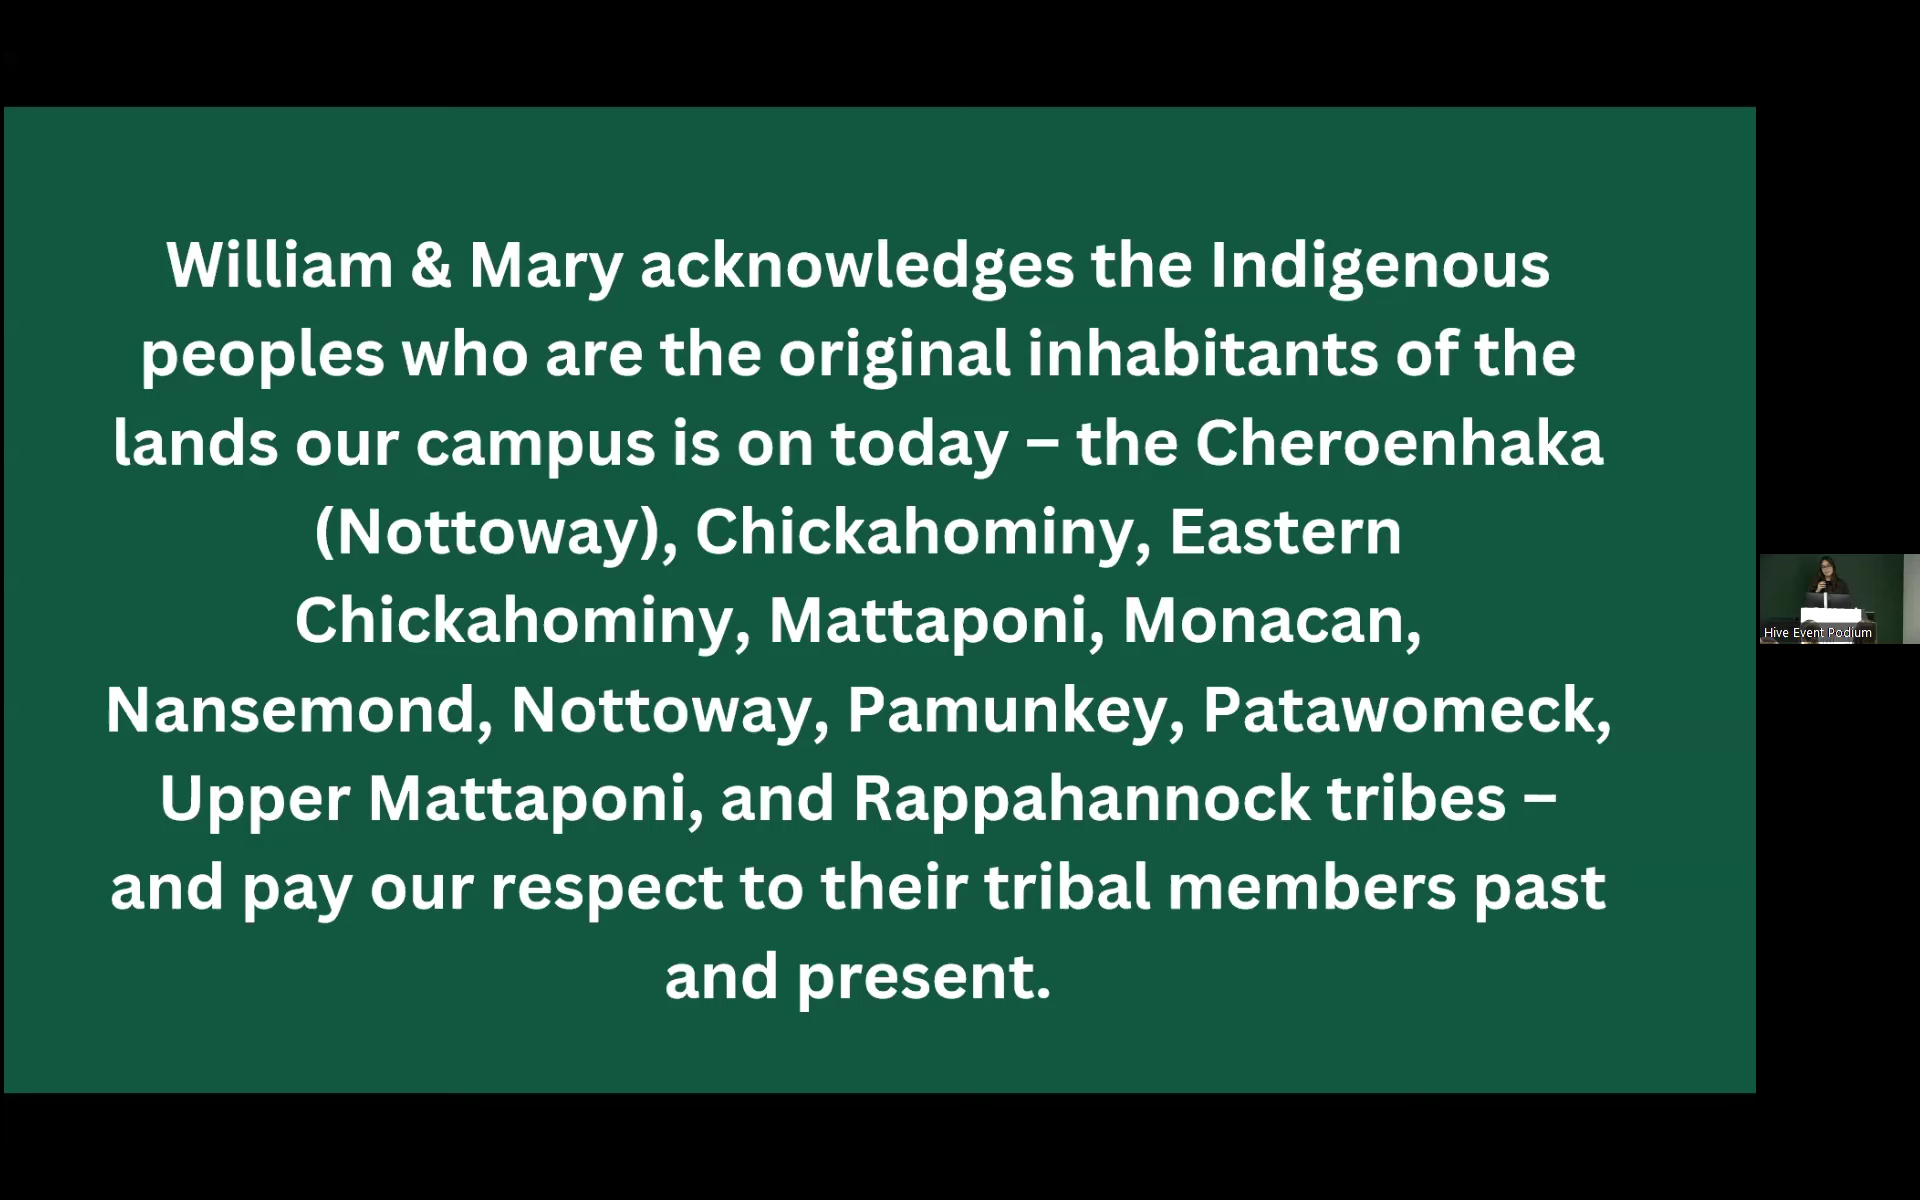 William & Mary acknowledges the Indigenous
peoples who are the original inhabitants of the
lands our campus is on today – the Cheroenhaka
(Nottoway), Chickahominy, Eastern
Chickahominy, Mattaponi, Monacan,
Nansemond, Nottoway, Pamunkey, Patawomeck,
Upper Mattaponi, and Rappahannock tribes –
and pay our respect to their tribal members past
and present.
Hive Event Podium